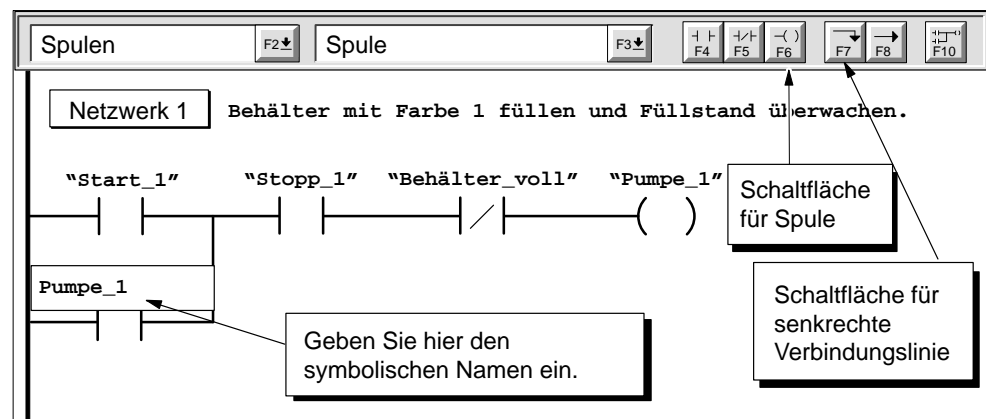 Spulen F2 Spule F3 F4 F5 F6 F7 F8 F10
Netzwerk 1 Behälter mit Farbe 1 füllen und Füllstand überwachen.
“Start_1” “Stopp_1” “Behälter_voll” “Pumpe_1”
Schaltfläche
für Spule
Pumpe_1
Schaltfläche für
senkrechte
Verbindungslinie
Geben Sie hier den
symbolischen Namen ein.